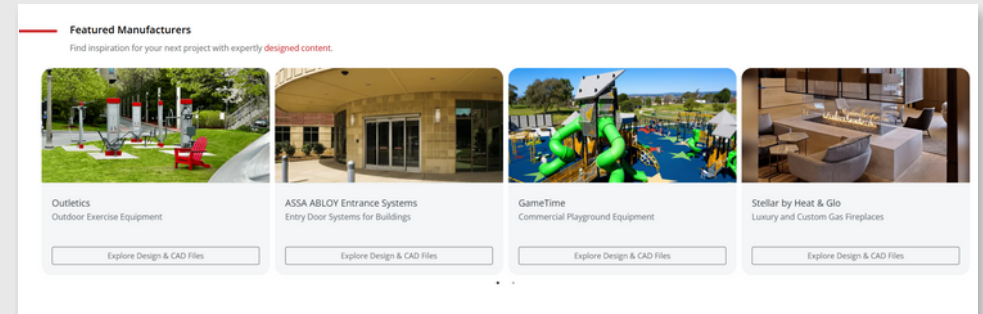 Featured Manufacturers
Find inspiration for your next project with expertly designed content.
Outletics
Outdoor Exercise Equipment
Explore Design & CAD Files
ASSA ABLOY Entrance Systems
Entry Door Systems for Buildings
Explore Design & CAD Files
GameTime
Commercial Playground Equipment
Explore Design & CAD Files
Stellar by Heat & Glo
Luxury and Custom Gas Fireplaces
Explore Design & CAD Files